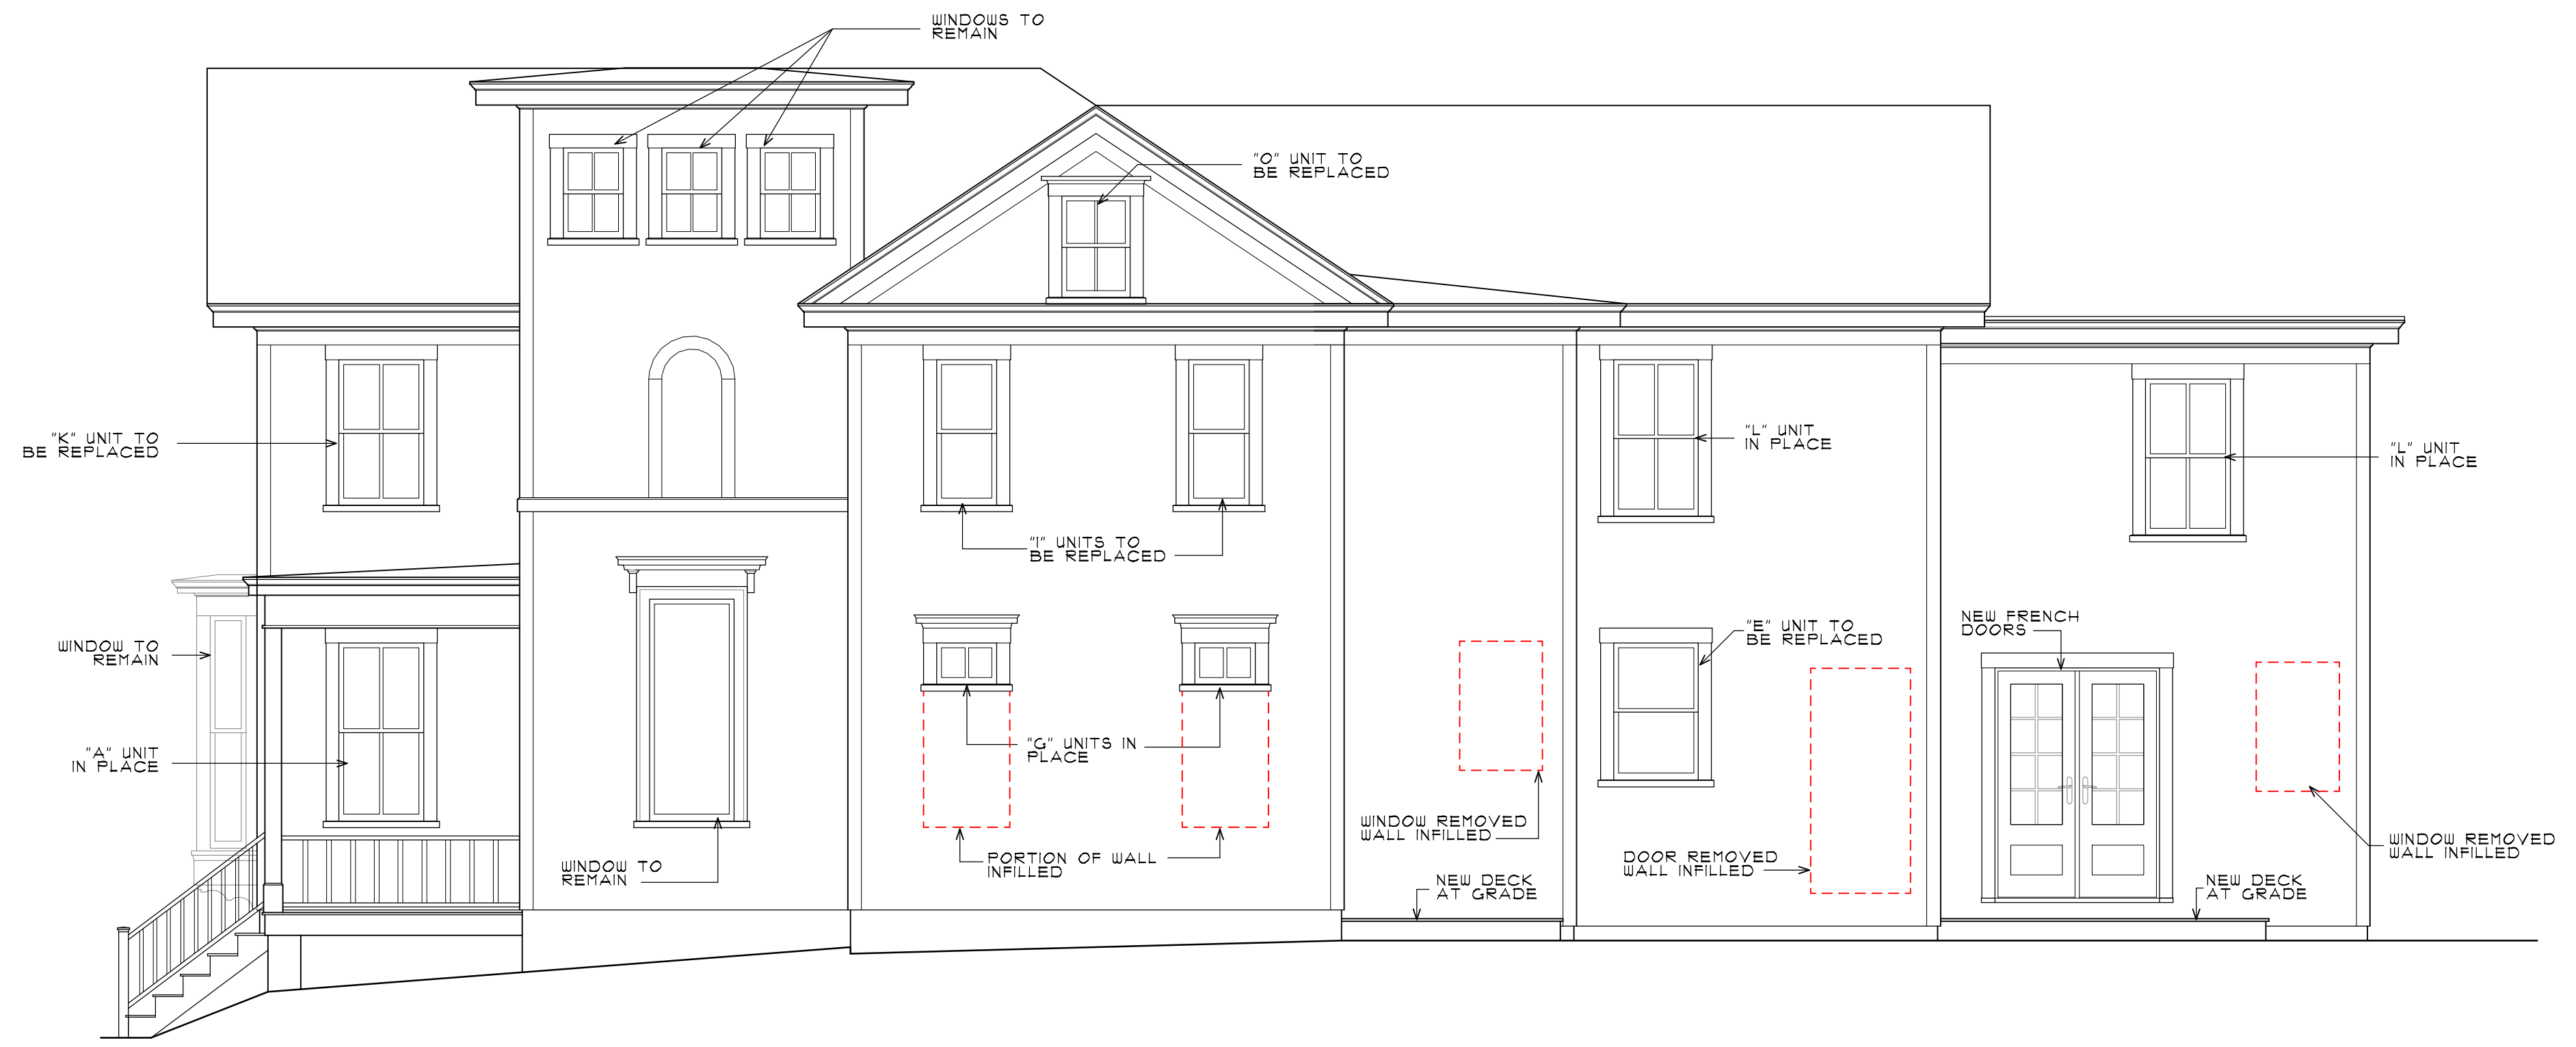 WINDOWS TO
REMAIN
"O" UNIT TO
BE REPLACED
"K" UNIT TO
BE REPLACED
"L" UNIT
IN PLACE
"L" UNIT
IN PLACE
"I" UNITS TO
BE REPLACED
WINDOW TO
REMAIN
"E" UNIT TO
BE REPLACED
NEW FRENCH
DOORS
"A" UNIT
IN PLACE
"G" UNITS IN
PLACE
WINDOW REMOVED
WALL INFILLED
WINDOW REMOVED
WALL INFILLED
WINDOW TO
REMAIN
PORTION OF WALL
INFILLED
DOOR REMOVED
WALL INFILLED
NEW DECK
AT GRADE
NEW DECK
AT GRADE